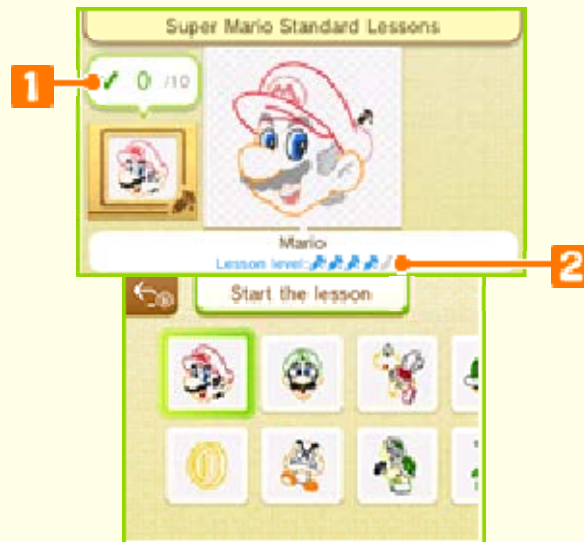 Super Mario Standard Lessons
1
0 /10
Mario
Lesson level:
2
Start the lesson